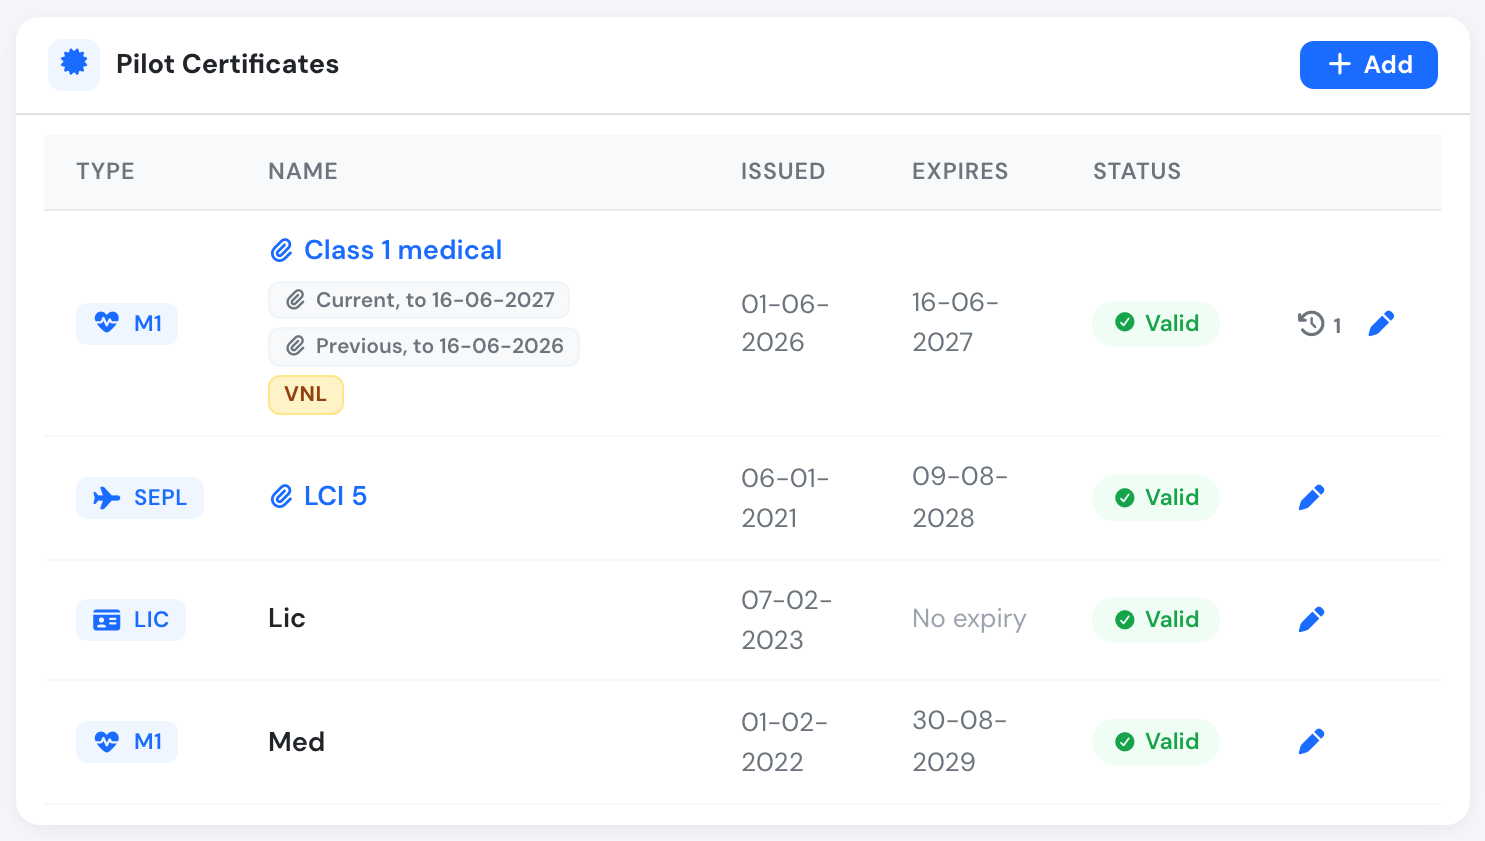 Pilot Certificates
+ Add
TYPE NAME ISSUED EXPIRES STATUS
M1
Class 1 medical
Current, to 16-06-2027
Previous, to 16-06-2026
VNL
01-06-
2026
16-06-
2027
Valid
1
SEPL
LCI 5
06-01-
2021
09-08-
2028
Valid
LIC
Lic
07-02-
2023
No expiry
Valid
M1
Med
01-02-
2022
30-08-
2029
Valid